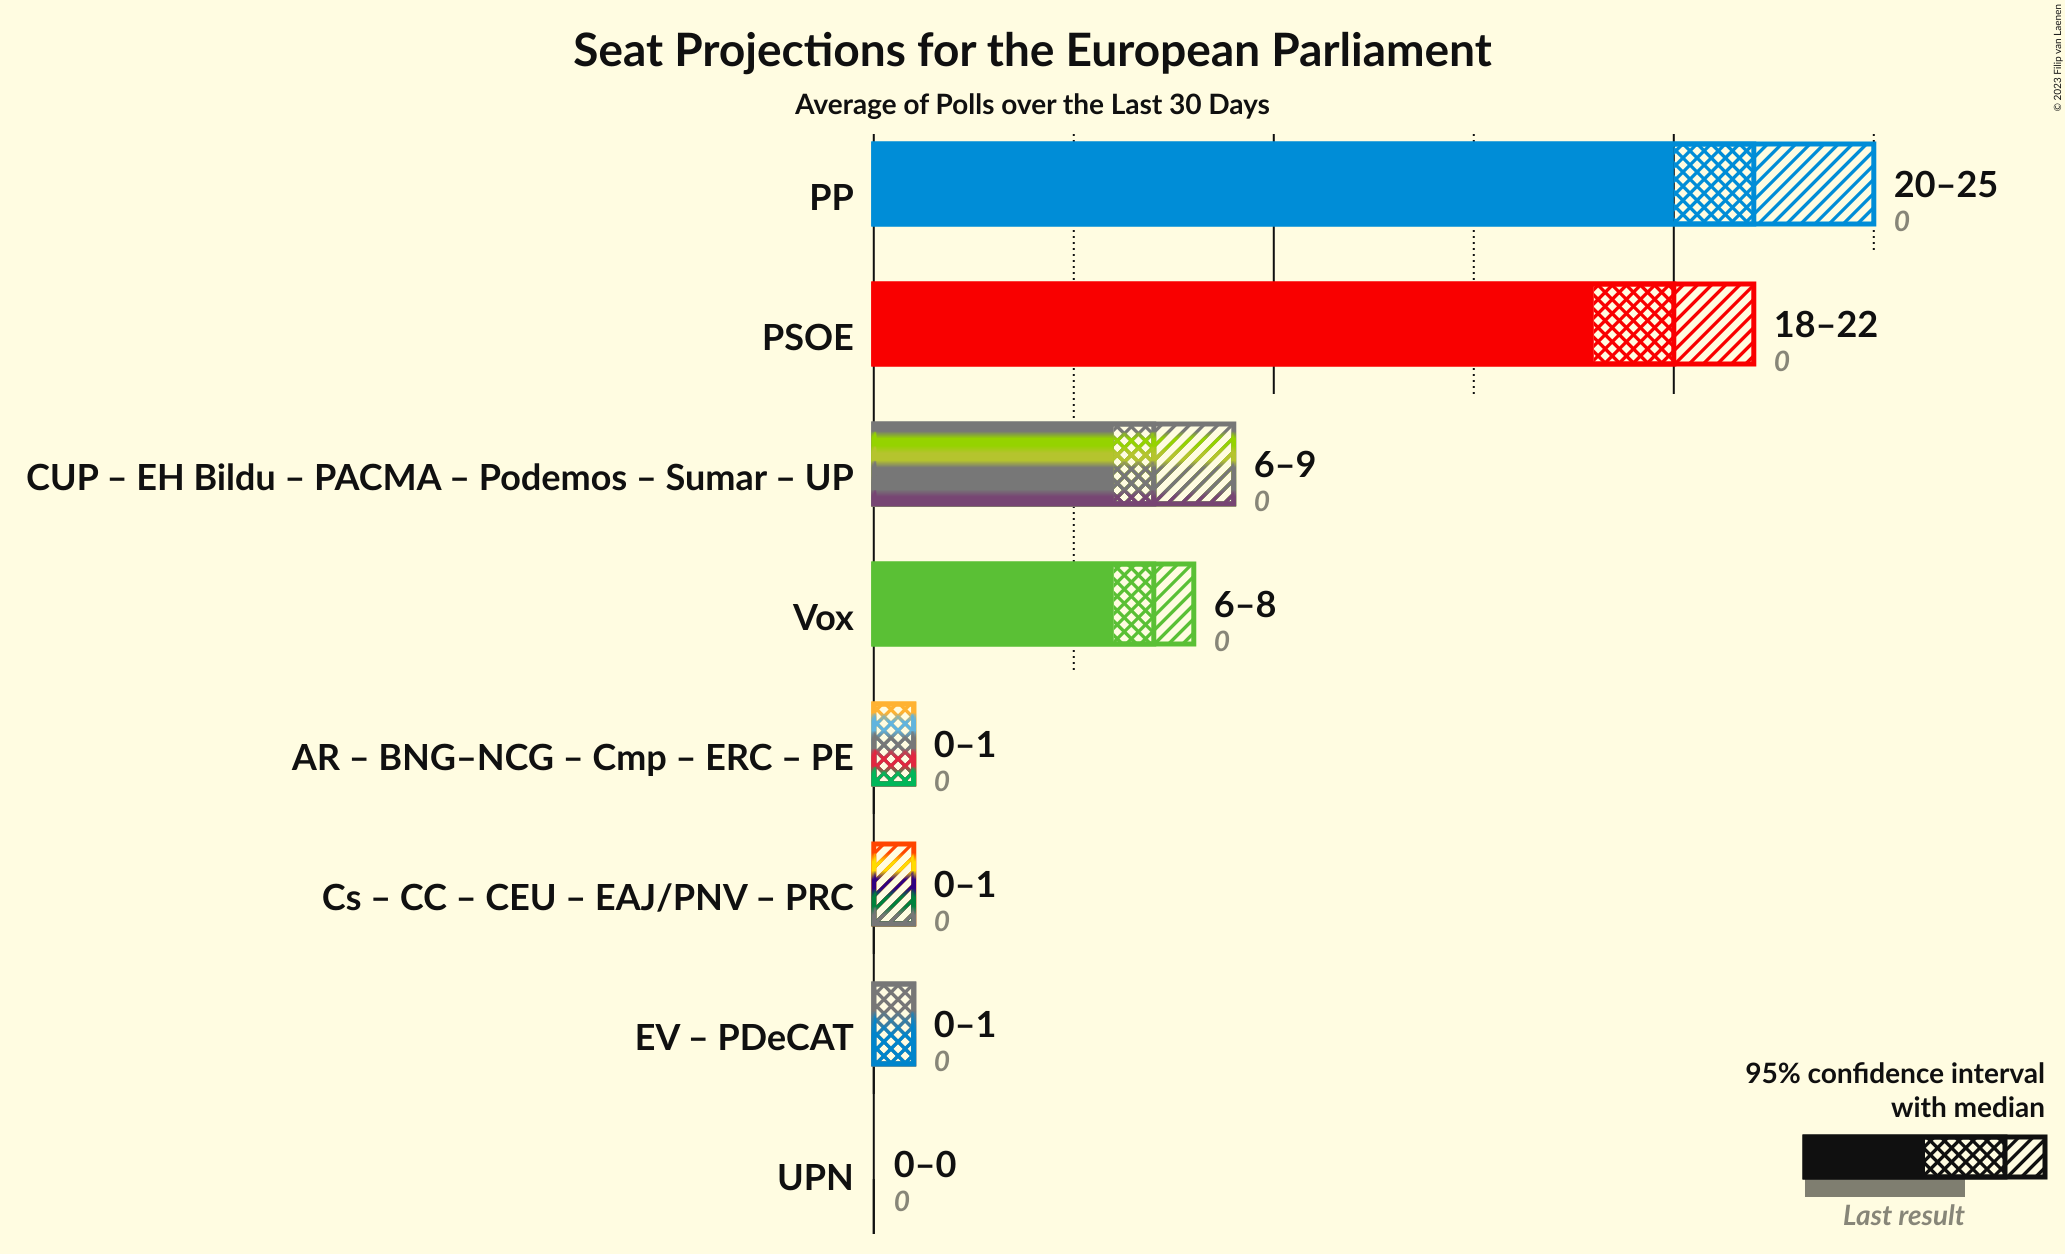 Seat Projections for the European Parliament
Average of Polls over the Last 30 Days
© 2023 Filip van Laenen
PP
20–25
0
PSOE
18–22
0
CUP – EH Bildu – PACMA – Podemos – Sumar – UP
6–9
0
Vox
6–8
0
AR – BNG–NCG – Cmp – ERC – PE
0–1
0
Cs – CC – CEU – EAJ/PNV – PRC
0–1
0
EV – PDeCAT
0–1
0
UPN
0–0
0
95% confidence interval
with median
Last result